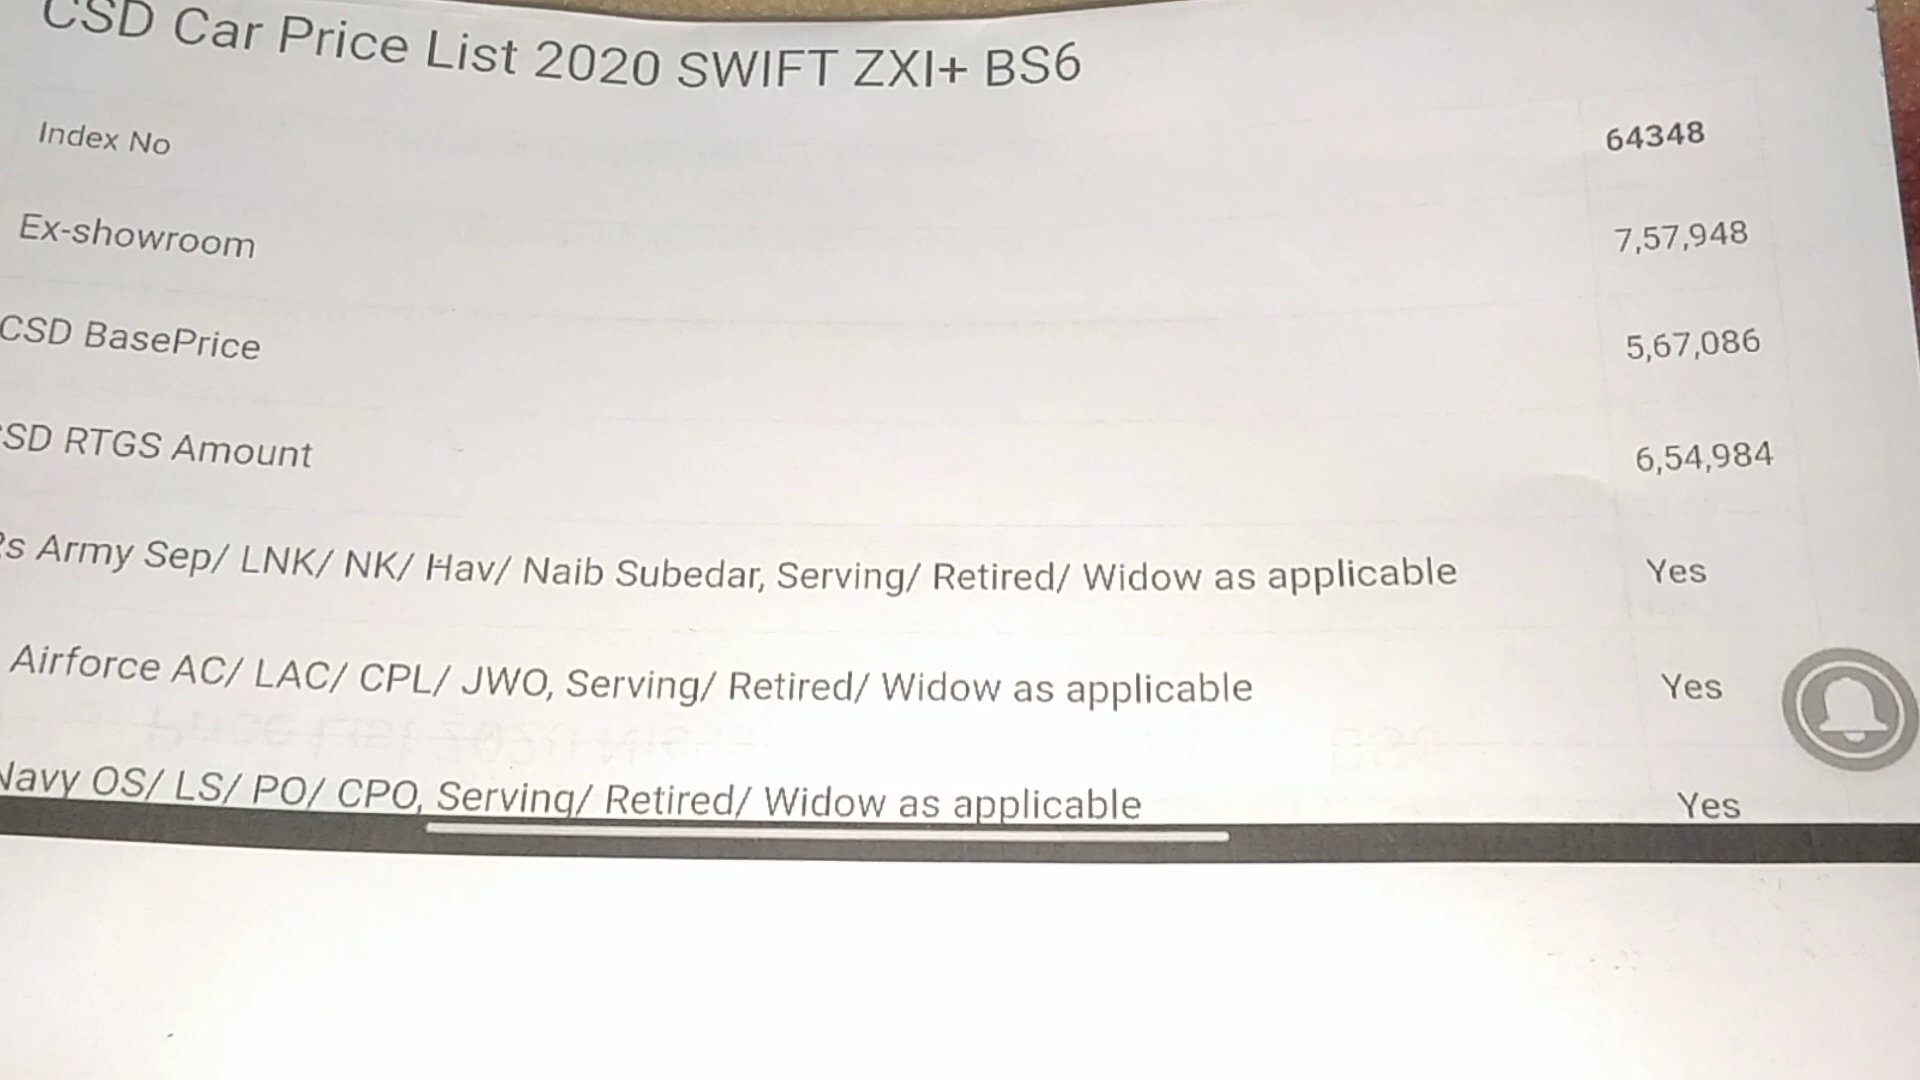 CSD Car Price List 2020 SWIFT ZXI+ BS6
Index No 64348
Ex-showroom 7,57,948
CSD BasePrice 5,67,086
SD RTGS Amount 6,54,984
s Army Sep/ LNK/ NK/ Hav/ Naib Subedar, Serving/ Retired/ Widow as applicable Yes
Airforce AC/ LAC/ CPL/ JWO, Serving/ Retired/ Widow as applicable Yes
Navy OS/ LS/ PO/ CPO, Serving/ Retired/ Widow as applicable Yes